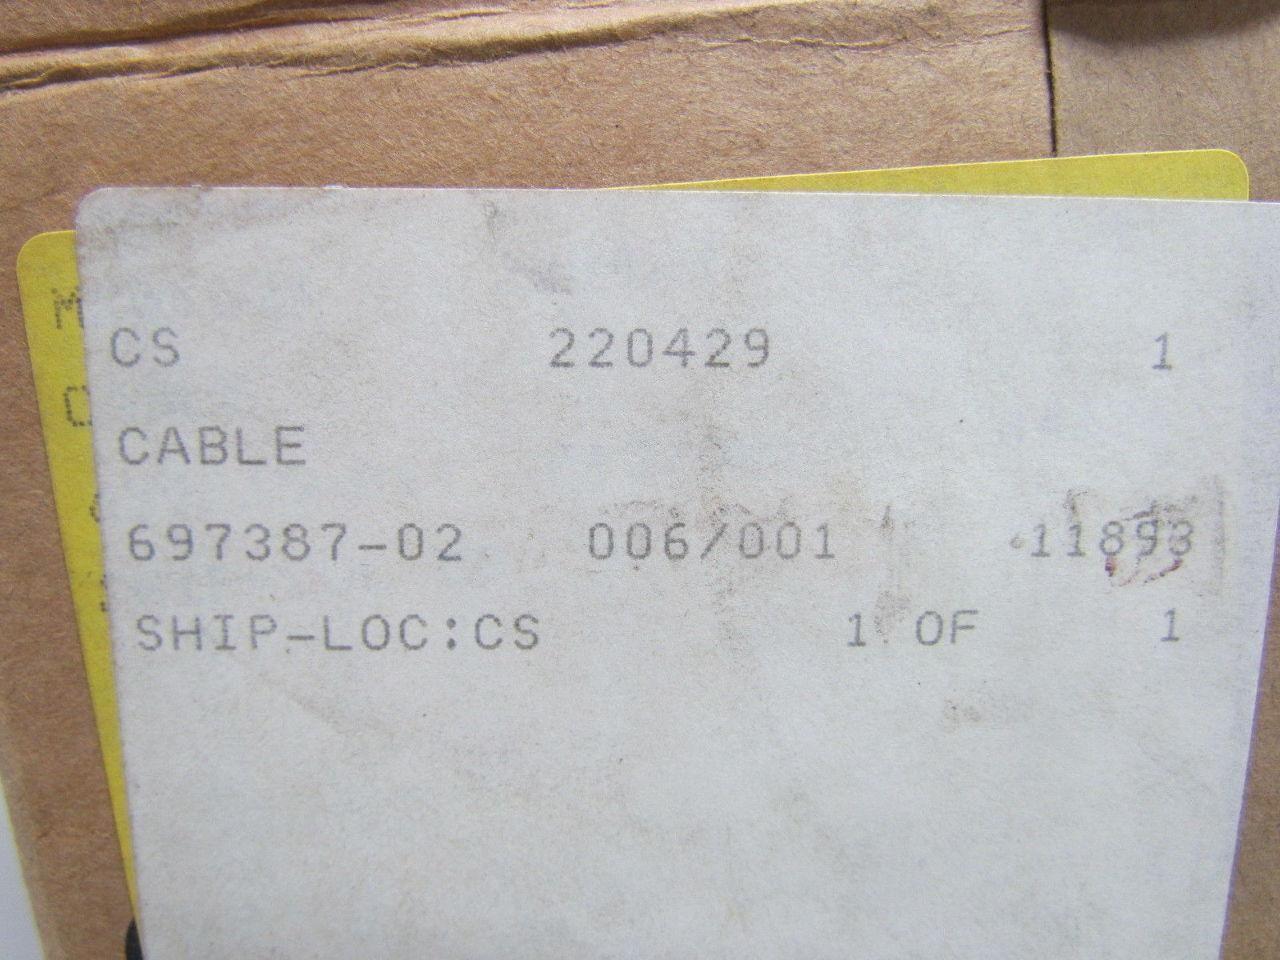 CS 220429 1
CABLE
697387-02 006/001 11893
SHIP-LOC:CS 1 OF 1